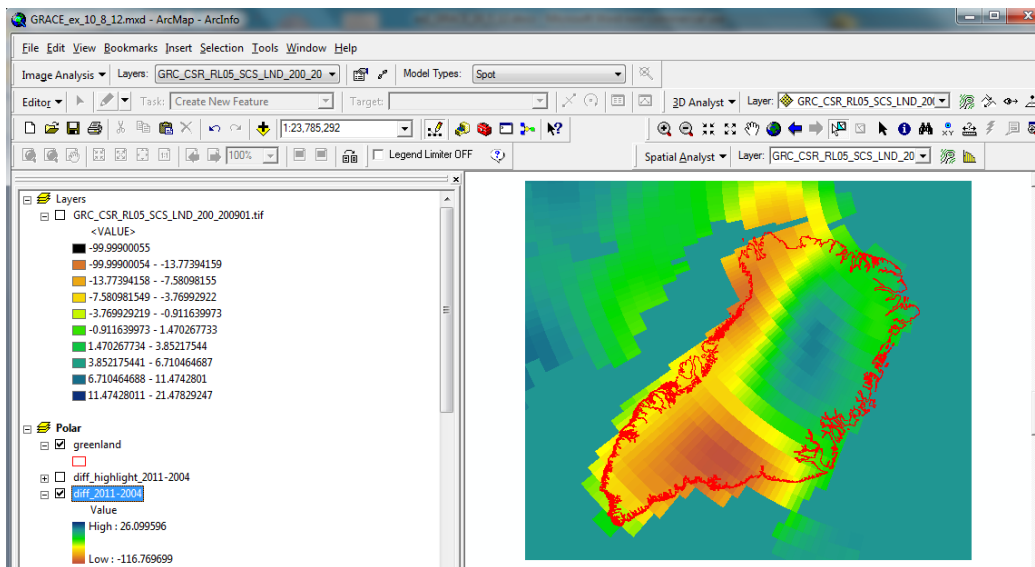 GRACE_ex_10_8_12.mxd - ArcMap - ArcInfo
File Edit View Bookmarks Insert Selection Tools Window Help
Image Analysis Layers: GRC_CSR_RL05_SCS_LND_200_20 Model Types: Spot
Editor Task: Create New Feature Target: 3D Analyst Layer: GRC_CSR_RL05_SCS_LND_20(
1:23,785,292
100% Legend Limiter OFF Spatial Analyst Layer: GRC_CSR_RL05_SCS_LND_20
Layers
GRC_CSR_RL05_SCS_LND_200_200901.tif
<VALUE>
-99.99900055
-99.99900054 - -13.77394159
-13.77394158 - -7.58098155
-7.580981549 - -3.76992922
-3.769929219 - -0.911639973
-0.911639973 - 1.470267733
1.470267734 - 3.85217544
3.852175441 - 6.710464687
6.710464688 - 11.4742801
11.47428011 - 21.47829247
Polar
greenland
diff_highlight_2011-2004
diff_2011-2004
Value
High : 26.099596
Low : -116.769699